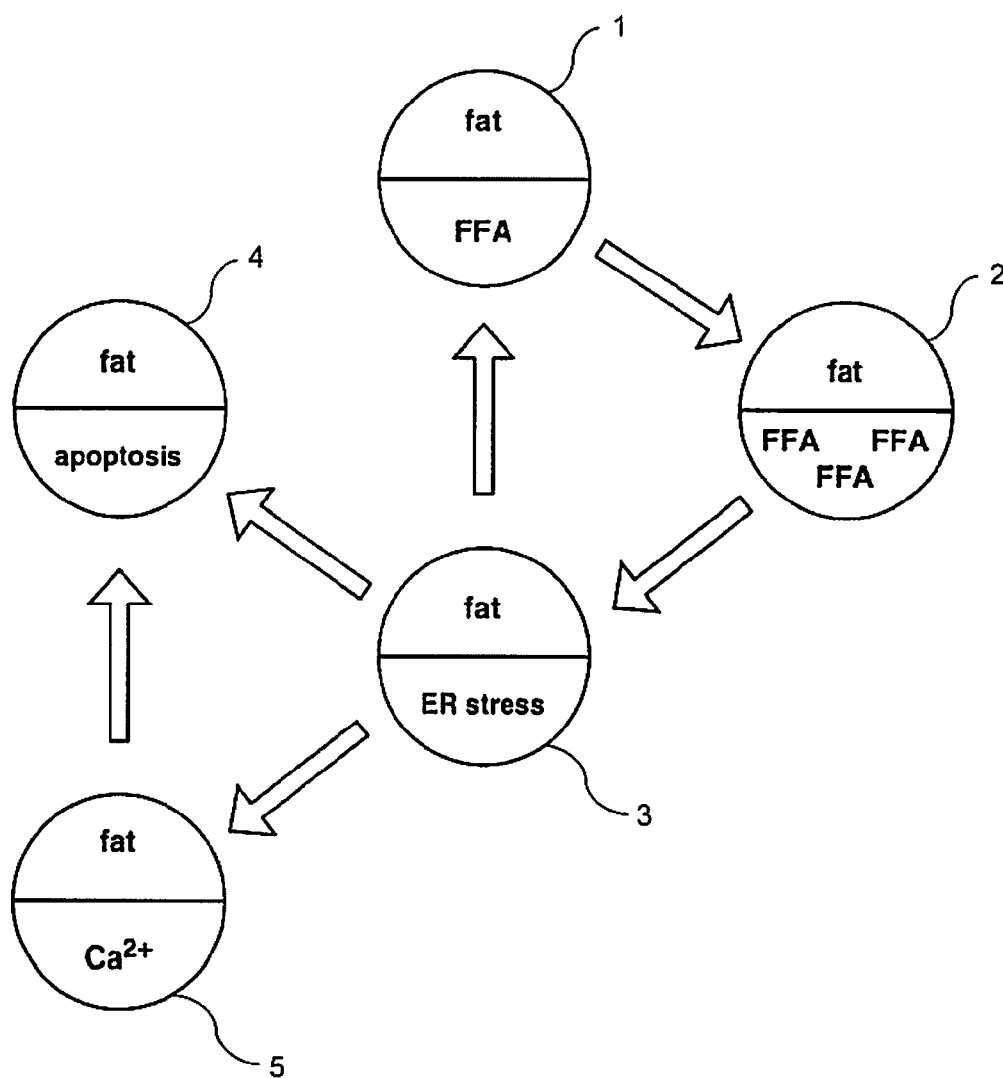 1
fat
FFA
2
fat
FFA FFA
FFA
4
fat
apoptosis
fat
ER stress
3
fat
Ca²⁺
5